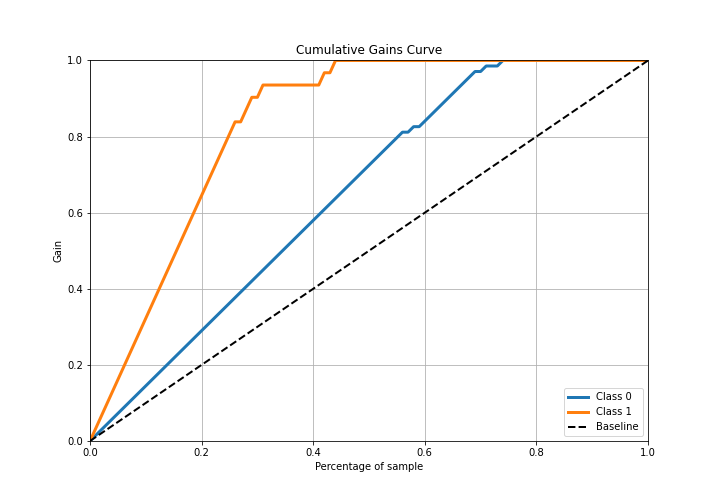 Cumulative Gains Curve
1.0
0.8
0.6
0.4
0.2
0.0
Gain
0.0 0.2 0.4 0.6 0.8 1.0
Percentage of sample
Class 0
Class 1
Baseline